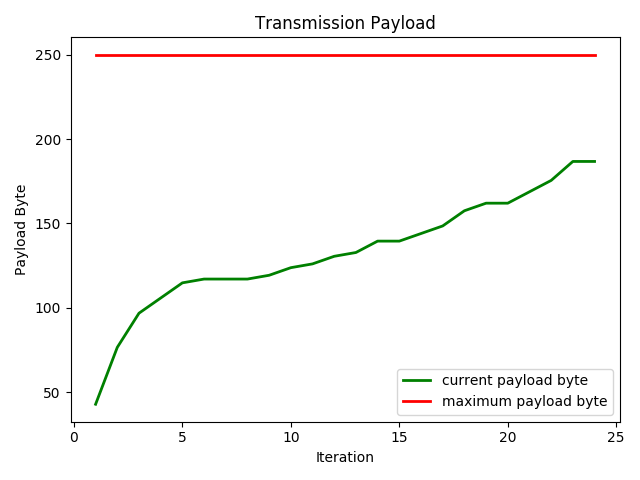 Transmission Payload
250
200
150
100
50
Payload Byte
0
5
10
15
20
25
Iteration
current payload byte
maximum payload byte